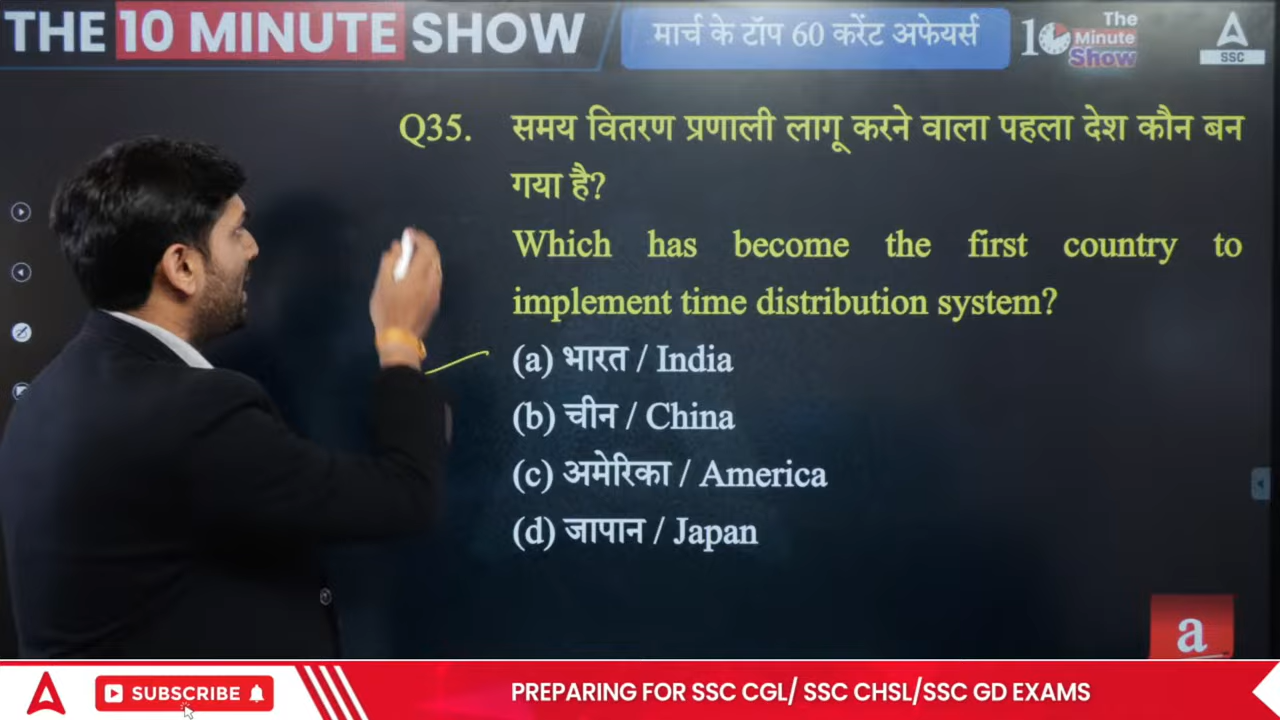 THE 10 MINUTE SHOW
मार्च के टॉप 60 करेंट अफेयर्स
10 The Minute Show
SSC
Q35. समय वितरण प्रणाली लागू करने वाला पहला देश कौन बन
गया है?
Which has become the first country to
implement time distribution system?
(a) भारत / India
(b) चीन / China
(c) अमेरिका / America
(d) जापान / Japan
a
SUBSCRIBE
PREPARING FOR SSC CGL/ SSC CHSL/SSC GD EXAMS